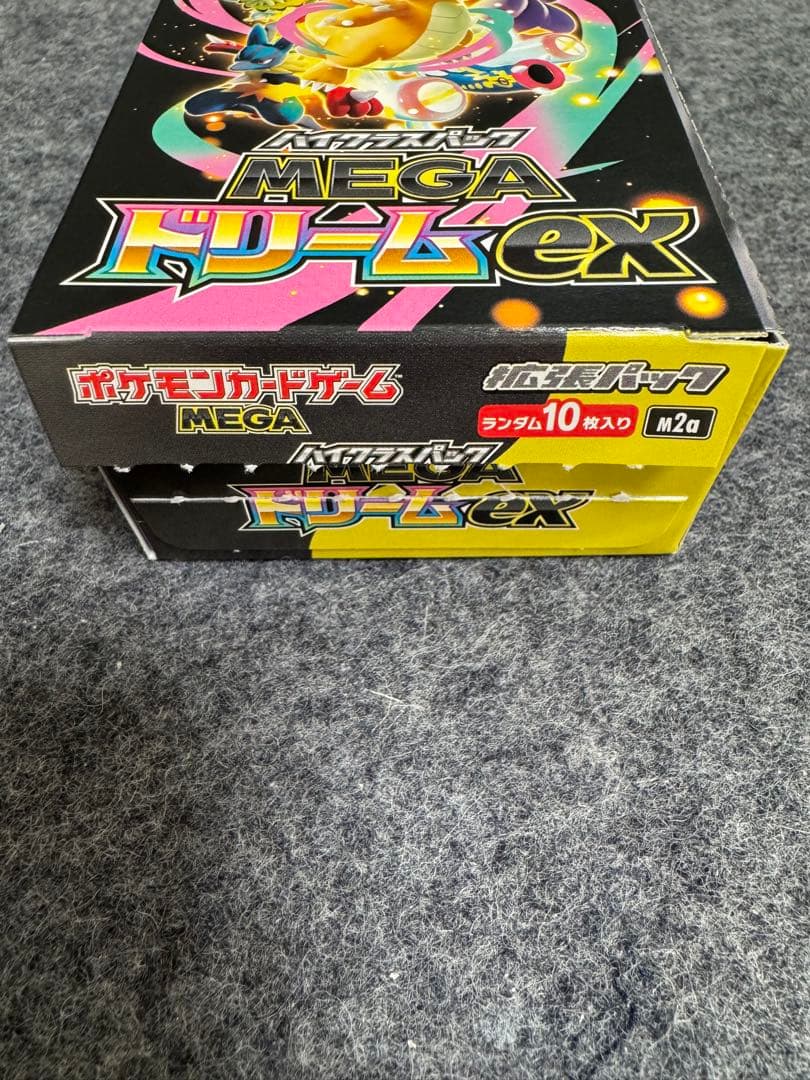 ハイクラスパック
MEGA
ドリームex
ポケモンカードゲーム
MEGA
拡張パック
ランダム10枚入り
M2a
ハイクラスパック
MEGA
ドリームex